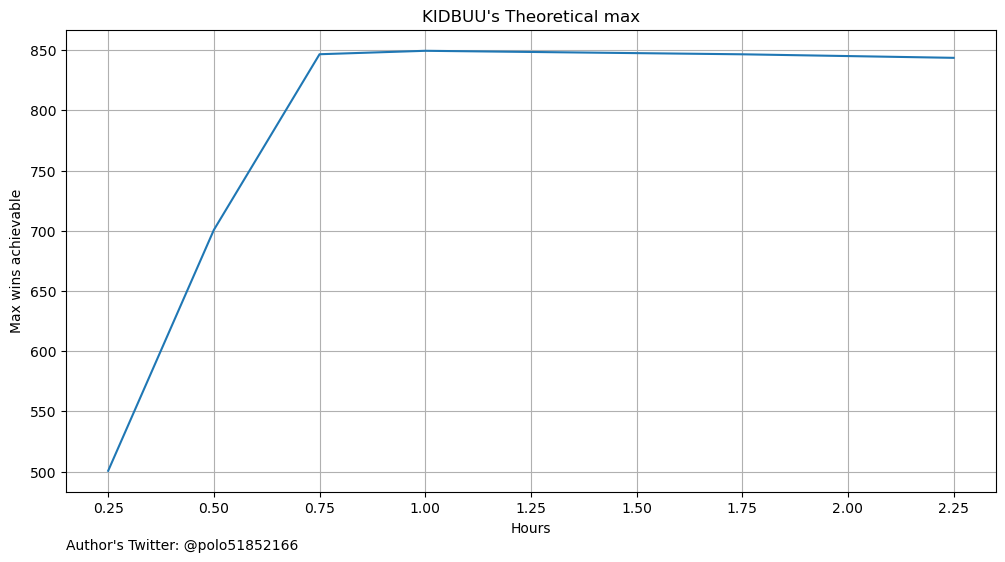 KIDBUU's Theoretical max
Max wins achievable
850
800
750
700
650
600
550
500
0.25 0.50 0.75 1.00 1.25 1.50 1.75 2.00 2.25
Hours
Author's Twitter: @polo51852166